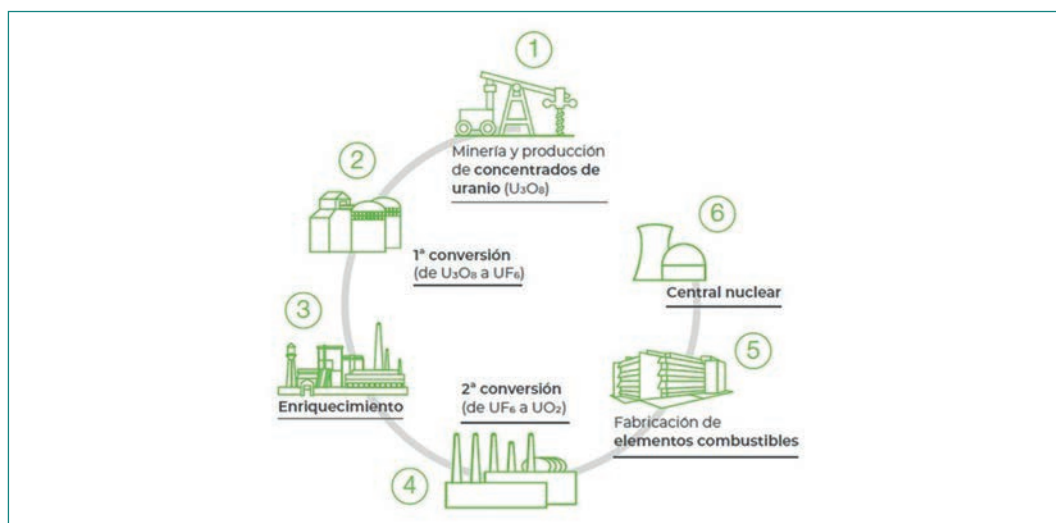 1
Minería y producción
de concentrados de
uranio (U₃O₈)
2
1ª conversión
(de U₃O₈ a UF₆)
3
Enriquecimiento
2ª conversión
(de UF₆ a UO₂)
4
5
Fabricación de
elementos combustibles
6
Central nuclear